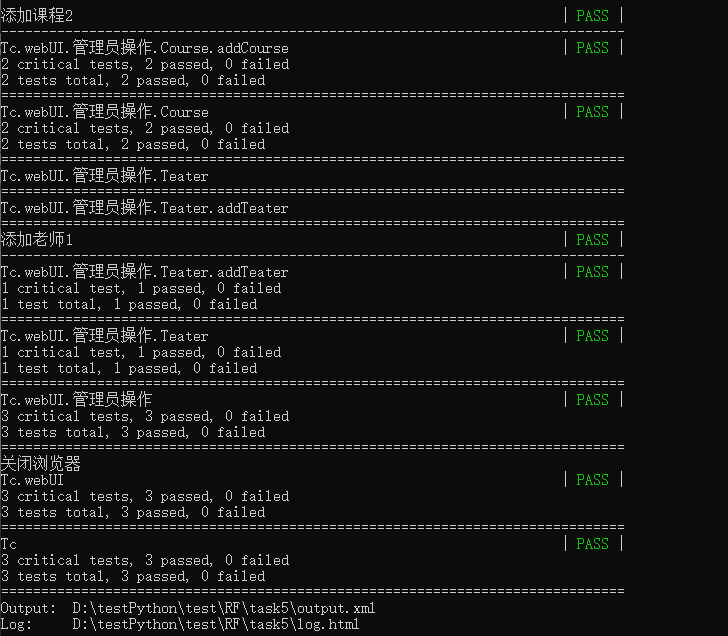 添加课程2 | PASS |
------------------------------------------------------------------------------
Tc.webUI.管理员操作.Course.addCourse | PASS |
2 critical tests, 2 passed, 0 failed
2 tests total, 2 passed, 0 failed
==============================================================================
Tc.webUI.管理员操作.Course | PASS |
2 critical tests, 2 passed, 0 failed
2 tests total, 2 passed, 0 failed
==============================================================================
Tc.webUI.管理员操作.Teater
==============================================================================
Tc.webUI.管理员操作.Teater.addTeater
==============================================================================
添加老师1 | PASS |
------------------------------------------------------------------------------
Tc.webUI.管理员操作.Teater.addTeater | PASS |
1 critical test, 1 passed, 0 failed
1 test total, 1 passed, 0 failed
==============================================================================
Tc.webUI.管理员操作.Teater | PASS |
1 critical test, 1 passed, 0 failed
1 test total, 1 passed, 0 failed
==============================================================================
Tc.webUI.管理员操作 | PASS |
3 critical tests, 3 passed, 0 failed
3 tests total, 3 passed, 0 failed
==============================================================================
关闭浏览器
Tc.webUI | PASS |
3 critical tests, 3 passed, 0 failed
3 tests total, 3 passed, 0 failed
==============================================================================
Tc | PASS |
3 critical tests, 3 passed, 0 failed
3 tests total, 3 passed, 0 failed
==============================================================================
Output: D:\testPython\test\RF\task5\output.xml
Log: D:\testPython\test\RF\task5\log.html